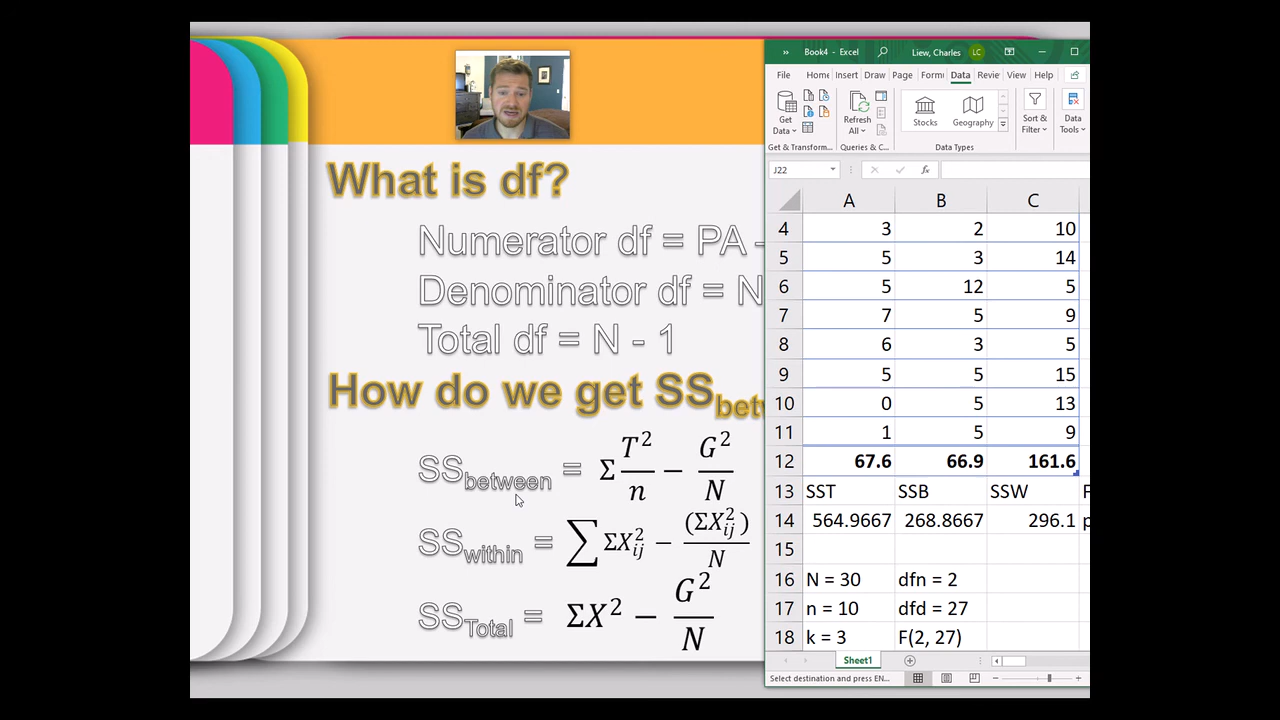 What is df?
Numerator df = PA -
Denominator df = N
Total df = N - 1
How do we get SSbetw
SSbetween = Σ T²/n − G²/N
SSwithin = ∑ ΣX²ij − (ΣX²ij)/N
SSTotal = ΣX² − G²/N
» Book4 - Excel Liew, Charles LC
File Home Insert Draw Page Formu Data Revie View Help
Get Data Refresh All Stocks Geography Sort & Filter Data Tools
Get & Transform... Queries & C... Data Types
J22 fx
A B C
4 3 2 10
5 5 3 14
6 5 12 5
7 7 5 9
8 6 3 5
9 5 5 15
10 0 5 13
11 1 5 9
12 67.6 66.9 161.6
13 SST SSB SSW F
14 564.9667 268.8667 296.1 p
15
16 N = 30 dfn = 2
17 n = 10 dfd = 27
18 k = 3 F(2, 27)
Sheet1
Select destination and press EN...